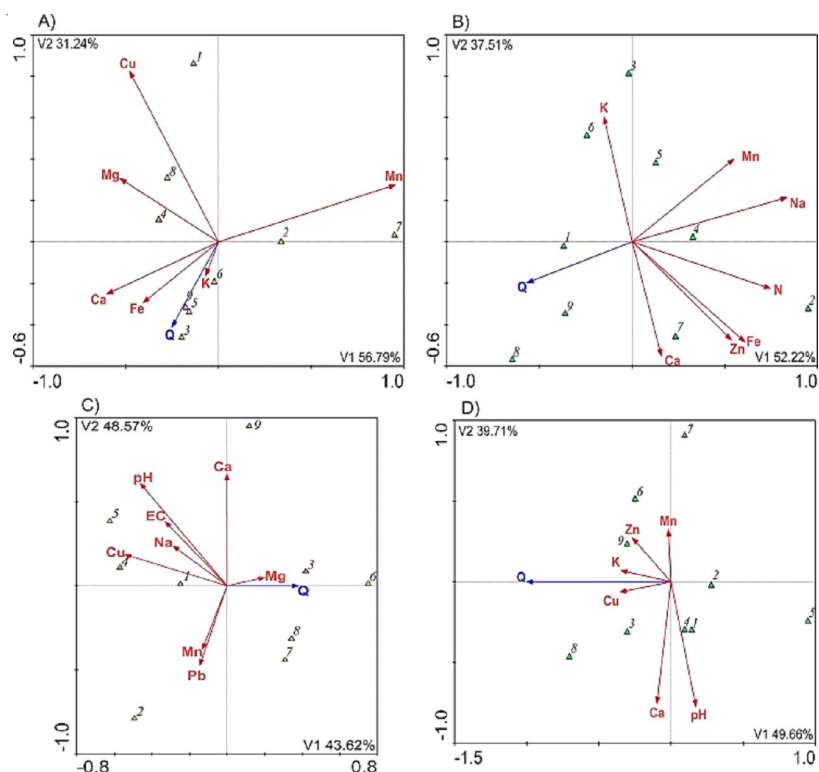 A)
V2 31.24%
1.0
1
Cu
8
Mg
Mn
4
2
7
K
6
Ca
Fe
9
5
Q
3
-0.6
V1 56.79%
-1.0
1.0
B)
V2 37.51%
1.0
3
K
6
5
Mn
Na
4
1
Q
N
2
9
7
Fe
Zn
8
Ca
-0.6
V1 52.22%
-1.0
1.0
C)
V2 48.57%
1.0
9
pH
Ca
EC
5
Na
Cu
4
3
1
Mg
6
Q
8
Mn
7
Pb
2
-1.0
V1 43.62%
-0.8
0.8
D)
V2 39.71%
1.0
7
6
Zn
Mn
9
K
Q
2
Cu
5
3
4
1
8
Ca
pH
-1.0
V1 49.66%
-1.5
1.0